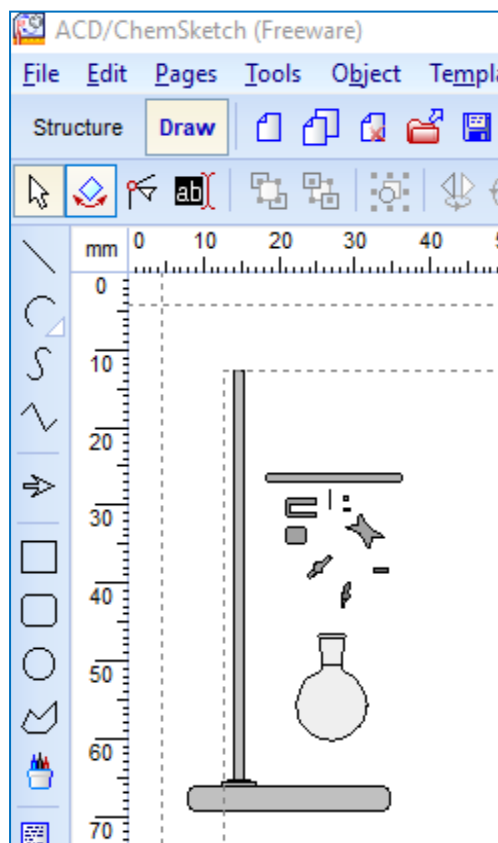 ACD/ChemSketch (Freeware)
File Edit Pages Tools Object Templa
Structure Draw
ab
mm 0 10 20 30 40 50
0
10
20
30
40
50
60
70